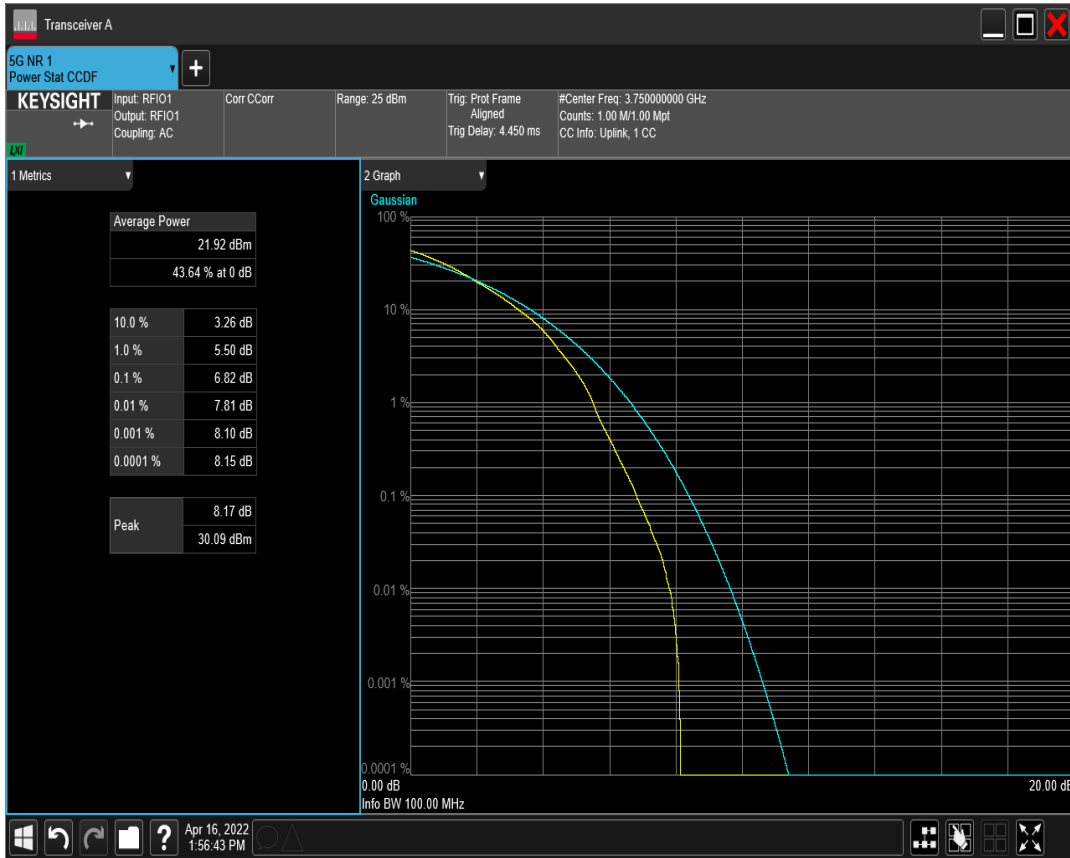 Transceiver A
5G NR 1
Power Stat CCDF
KEYSIGHT
LXI
Input: RFIO1
Output: RFIO1
Coupling: AC
Corr CCorr
Range: 25 dBm
Trig: Prot Frame
Aligned
Trig Delay: 4.450 ms
#Center Freq: 3.750000000 GHz
Counts: 1.00 M/1.00 Mpt
CC Info: Uplink, 1 CC
1 Metrics
Average Power
21.92 dBm
43.64 % at 0 dB
10.0 % 3.26 dB
1.0 % 5.50 dB
0.1 % 6.82 dB
0.01 % 7.81 dB
0.001 % 8.10 dB
0.0001 % 8.15 dB
Peak
8.17 dB
30.09 dBm
2 Graph
Gaussian
100 %
10 %
1 %
0.1 %
0.01 %
0.001 %
0.0001 %
0.00 dB 20.00 dB
Info BW 100.00 MHz
?
Apr 16, 2022
1:56:43 PM